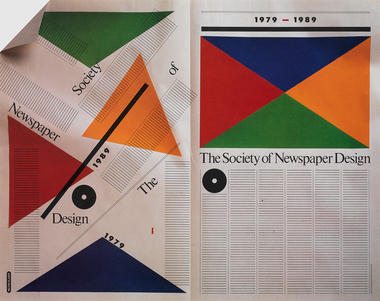 Society
of
Newspaper
1989
The
Design
1979
1979 – 1989
The Society of Newspaper Design